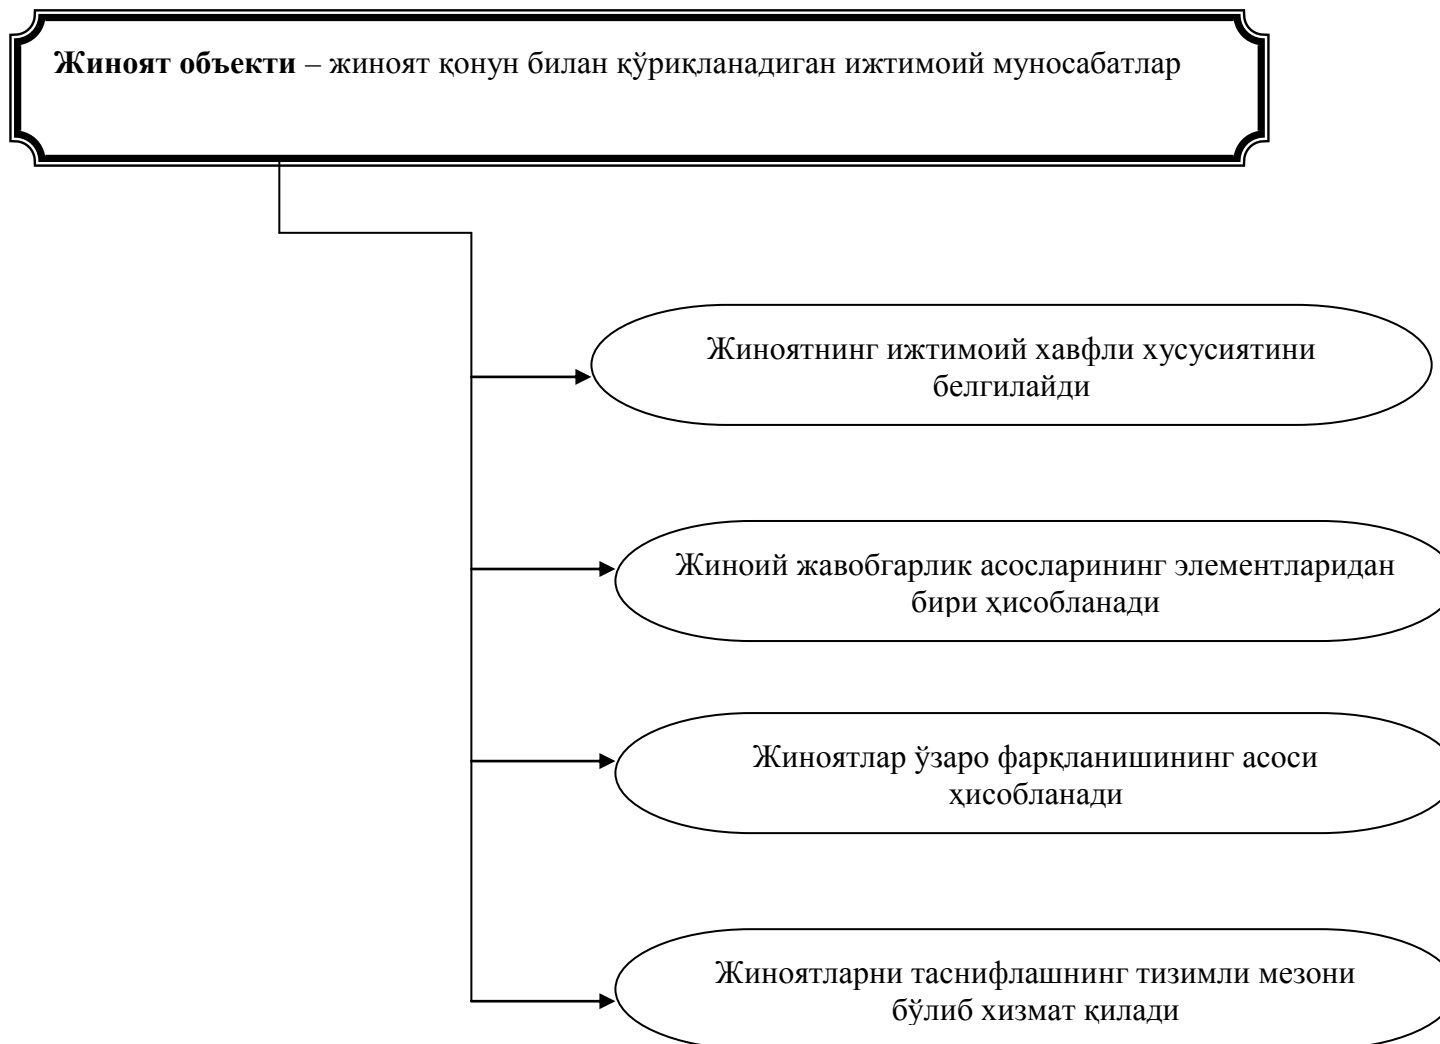 Жиноят объекти – жиноят қонун билан қўриқланадиган ижтимоий муносабатлар
Жиноятнинг ижтимоий хавфли хусусиятини
белгилайди
Жиноий жавобгарлик асосларининг элементларидан
бири ҳисобланади
Жиноятлар ўзаро фарқланишининг асоси
ҳисобланади
Жиноятларни таснифлашнинг тизимли мезони
бўлиб хизмат қилади